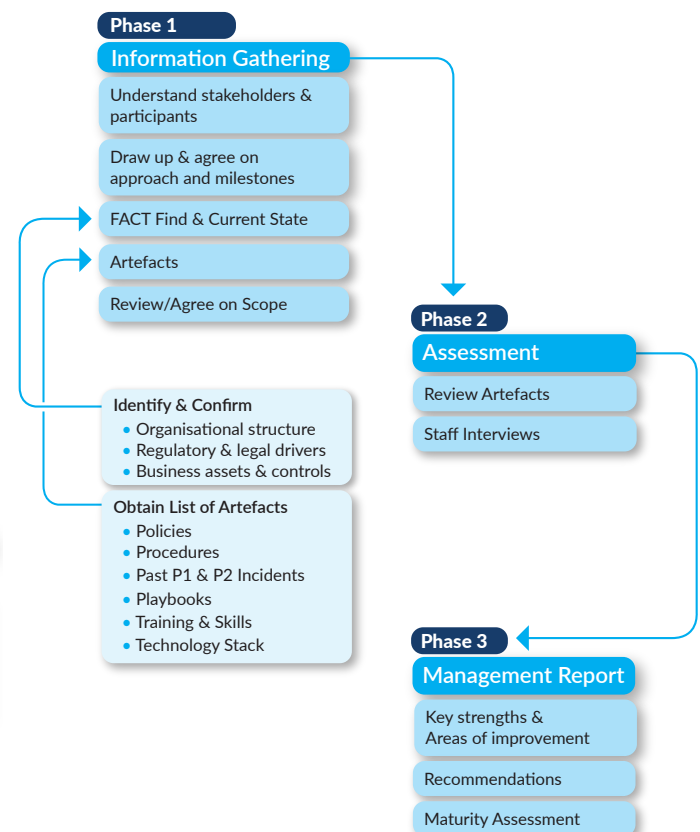 Phase 1
Information Gathering
Understand stakeholders &
participants
Draw up & agree on
approach and milestones
FACT Find & Current State
Artefacts
Review/Agree on Scope
Identify & Confirm
• Organisational structure
• Regulatory & legal drivers
• Business assets & controls
Obtain List of Artefacts
• Policies
• Procedures
• Past P1 & P2 Incidents
• Playbooks
• Training & Skills
• Technology Stack
Phase 2
Assessment
Review Artefacts
Staff Interviews
Phase 3
Management Report
Key strengths &
Areas of improvement
Recommendations
Maturity Assessment